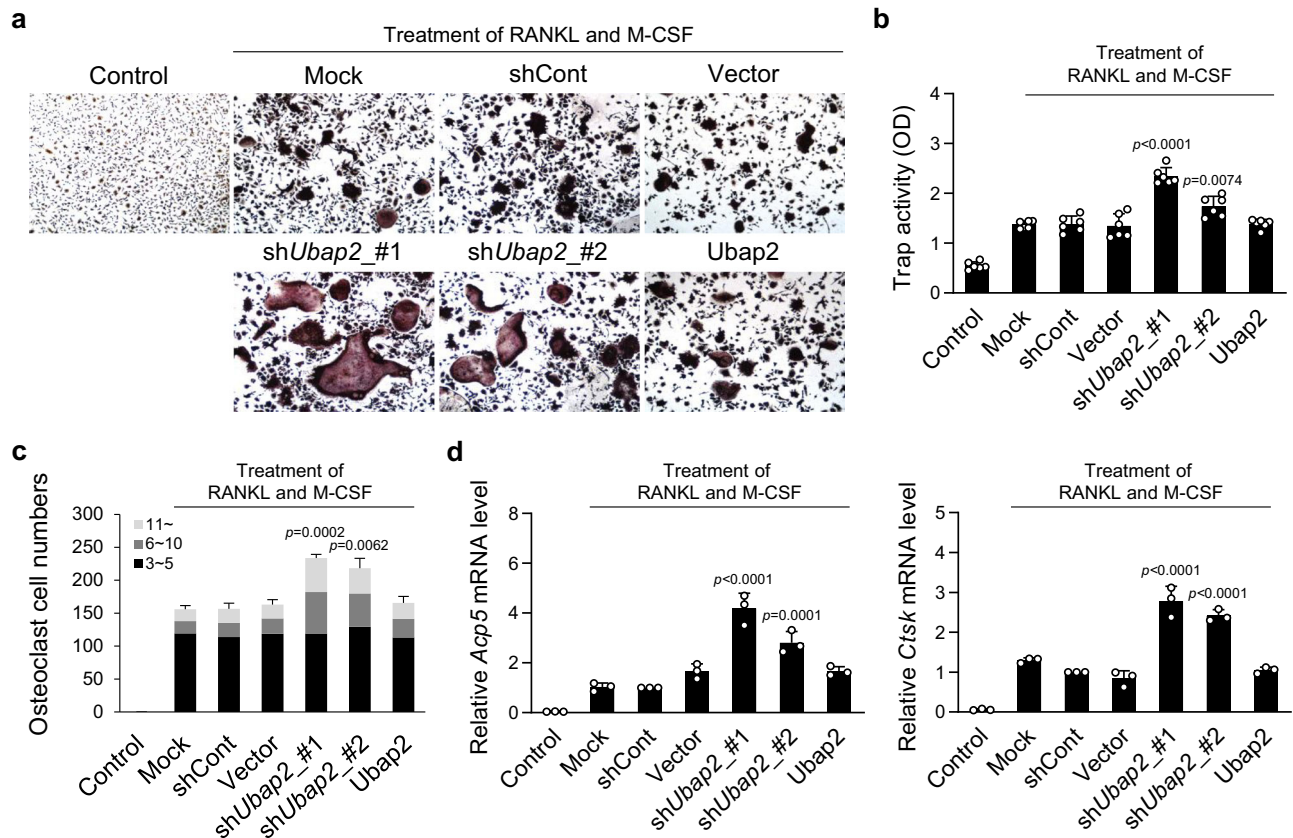 a
Treatment of RANKL and M-CSF
Control
Mock
shCont
Vector
shUbap2_#1
shUbap2_#2
Ubap2
b
Treatment of
RANKL and M-CSF
Trap activity (OD)
4
3
2
1
0
p<0.0001
p=0.0074
Control
Mock
shCont
Vector
shUbap2_#1
shUbap2_#2
Ubap2
c
Treatment of
RANKL and M-CSF
Osteoclast cell numbers
300
250
200
150
100
50
0
11~
6~10
3~5
p=0.0002
p=0.0062
Control
Mock
shCont
Vector
shUbap2_#1
shUbap2_#2
Ubap2
d
Treatment of
RANKL and M-CSF
Relative Acp5 mRNA level
8
6
4
2
0
p<0.0001
p=0.0001
Control
Mock
shCont
Vector
shUbap2_#1
shUbap2_#2
Ubap2
Treatment of
RANKL and M-CSF
Relative Ctsk mRNA level
5
4
3
2
1
0
p<0.0001
p<0.0001
Control
Mock
shCont
Vector
shUbap2_#1
shUbap2_#2
Ubap2